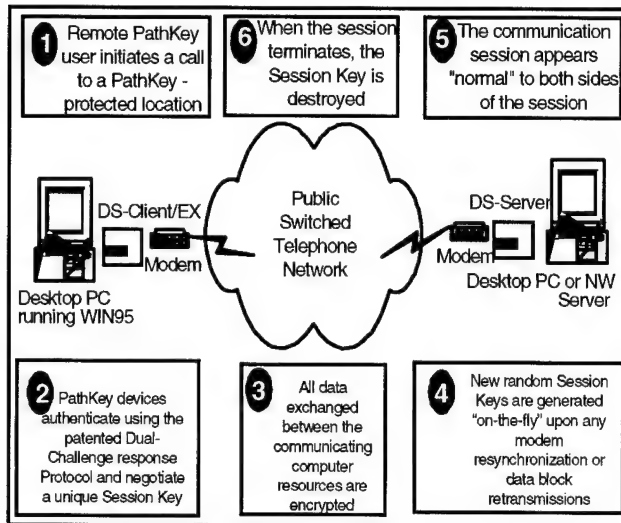 1
Remote PathKey
user initiates a call
to a PathKey -
protected location
6
When the session
terminates, the
Session Key is
destroyed
5
The communication
session appears
"normal" to both sides
of the session
DS-Client/EX
Modem
Desktop PC
running WIN95
Public
Switched
Telephone
Network
DS-Server
Modem
Desktop PC or NW
Server
2
PathKey devices
authenticate using the
patented Dual-
Challenge response
Protocol and negotiate
a unique Session Key
3
All data
exchanged
between the
communicating
computer
resources are
encrypted
4
New random Session
Keys are generated
"on-the-fly" upon any
modem
resynchronization or
data block
retransmissions